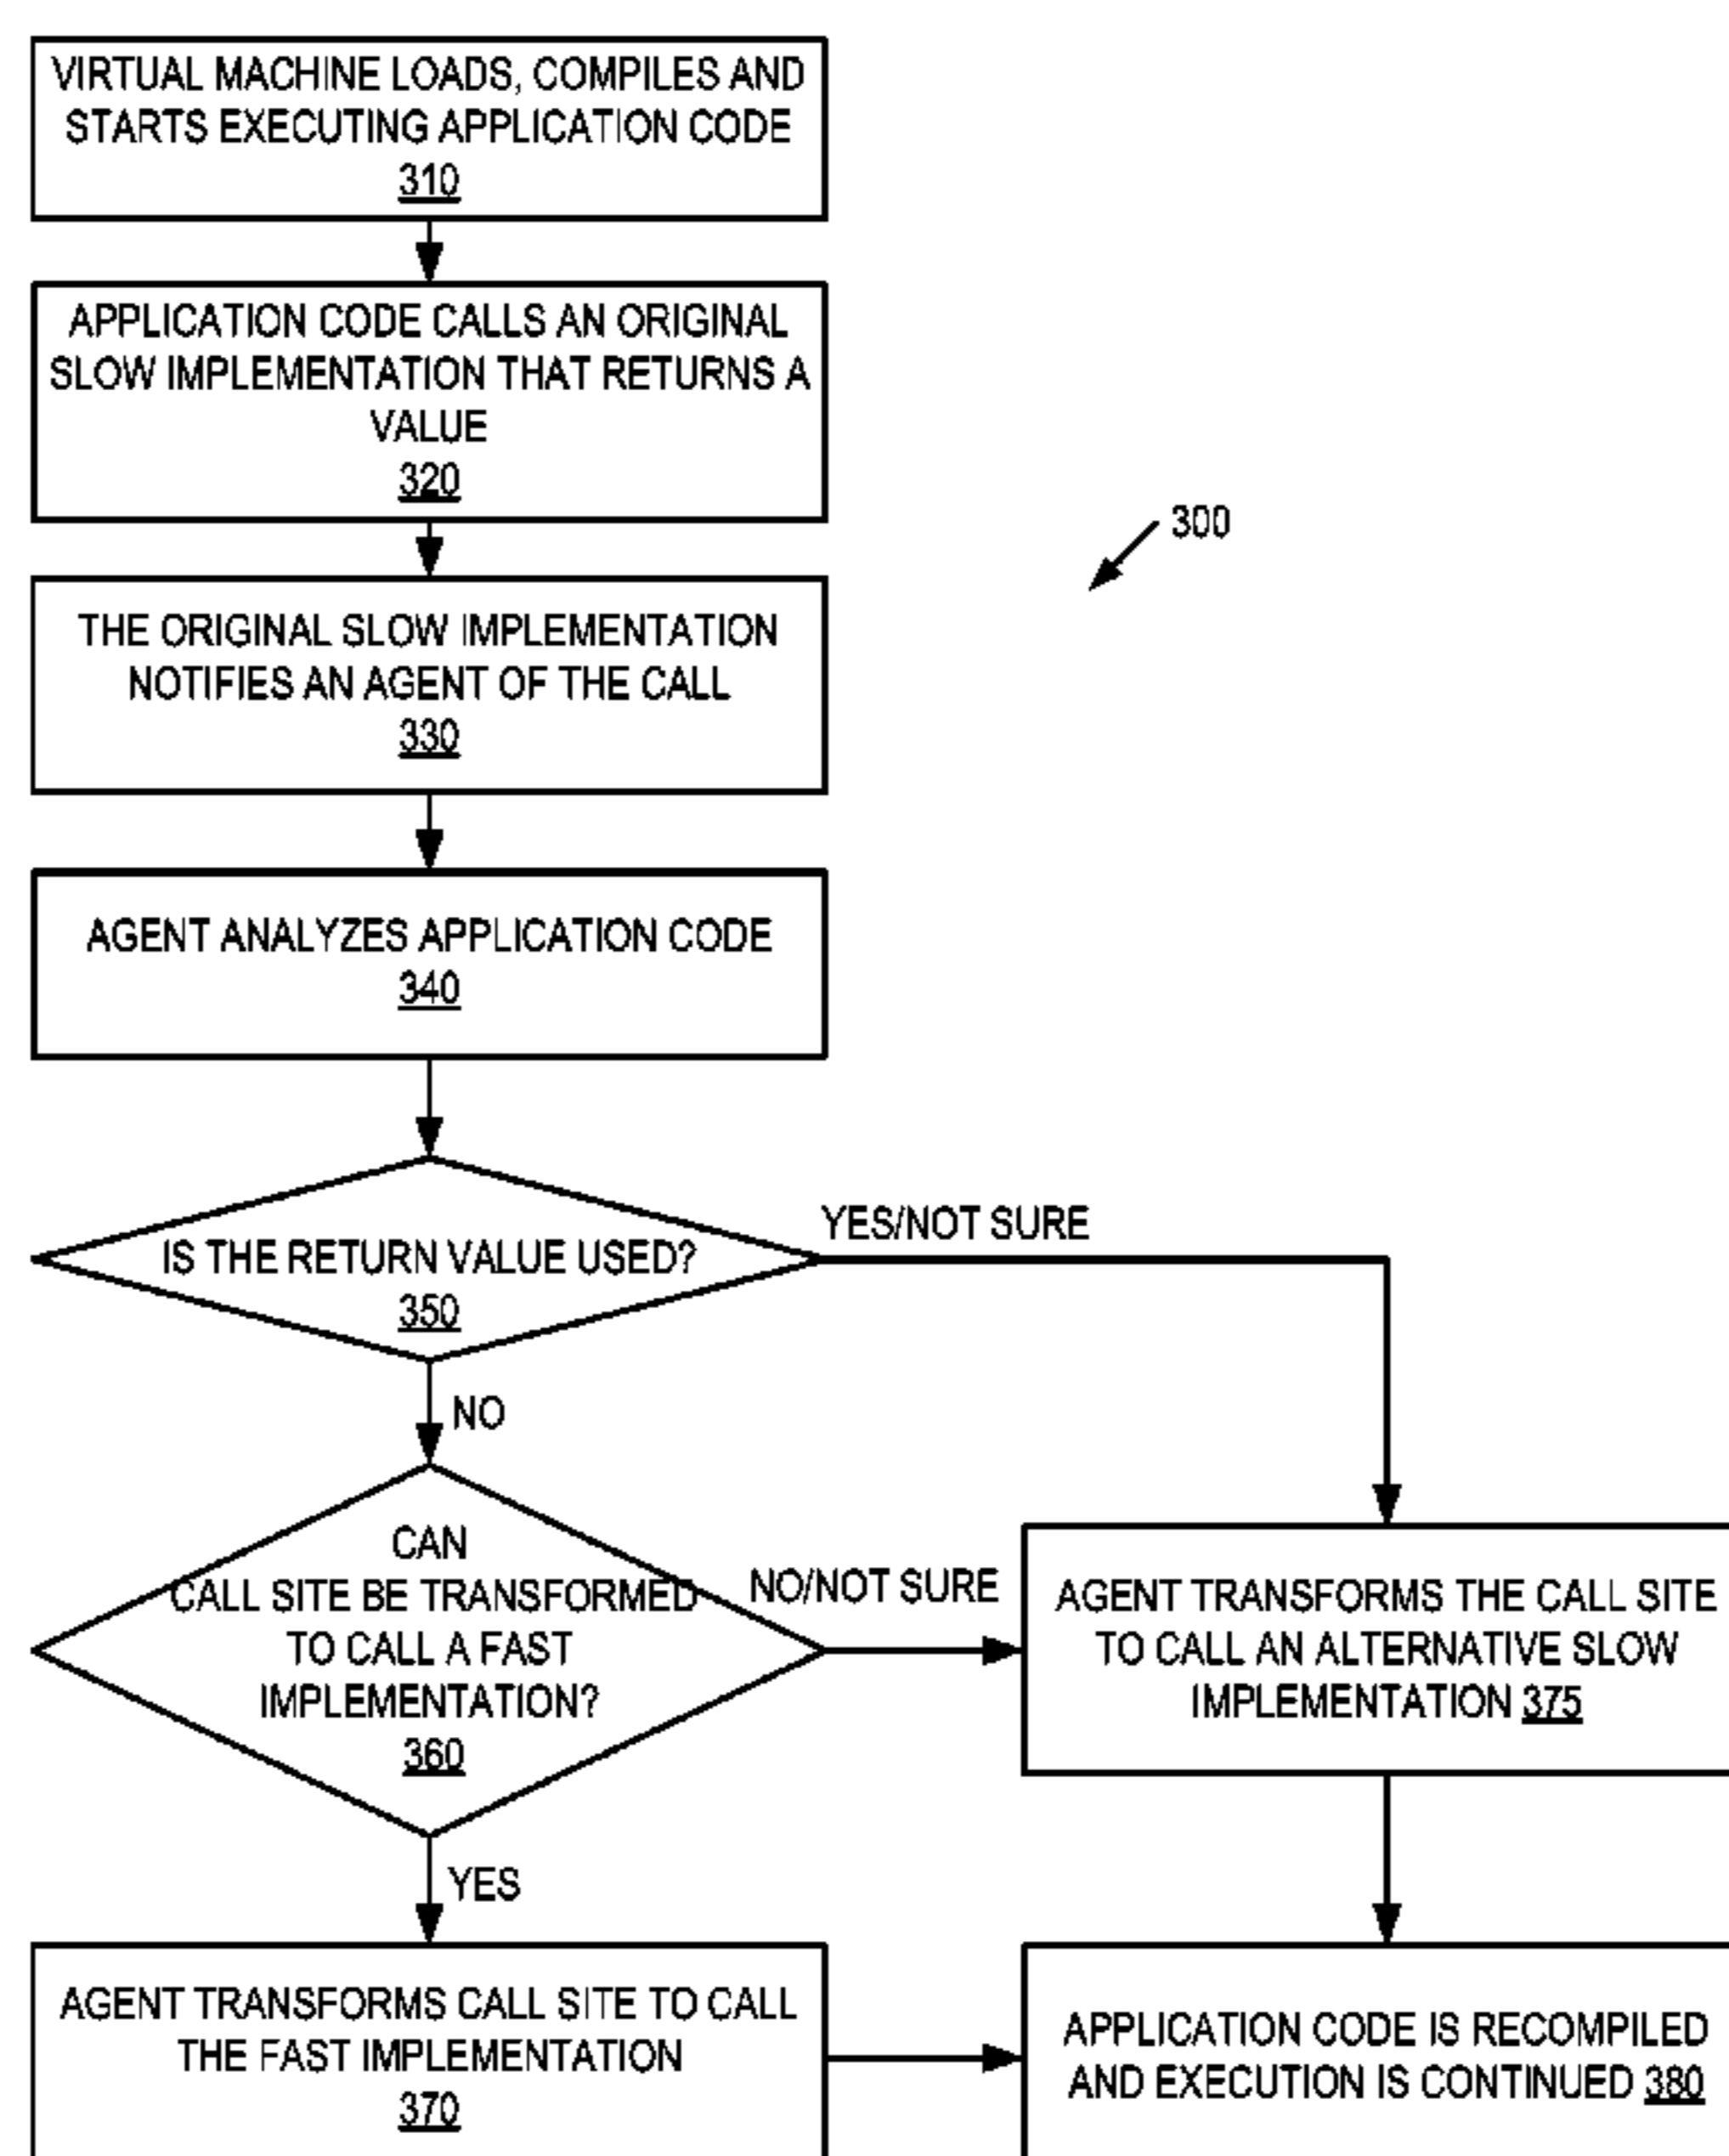 VIRTUAL MACHINE LOADS, COMPILES AND
STARTS EXECUTING APPLICATION CODE
310
APPLICATION CODE CALLS AN ORIGINAL
SLOW IMPLEMENTATION THAT RETURNS A
VALUE
320
300
THE ORIGINAL SLOW IMPLEMENTATION
NOTIFIES AN AGENT OF THE CALL
330
AGENT ANALYZES APPLICATION CODE
340
YES/NOT SURE
IS THE RETURN VALUE USED?
350
NO
CAN
CALL SITE BE TRANSFORMED
TO CALL A FAST
IMPLEMENTATION?
360
NO/NOT SURE
AGENT TRANSFORMS THE CALL SITE
TO CALL AN ALTERNATIVE SLOW
IMPLEMENTATION 375
YES
AGENT TRANSFORMS CALL SITE TO CALL
THE FAST IMPLEMENTATION
370
APPLICATION CODE IS RECOMPILED
AND EXECUTION IS CONTINUED 380